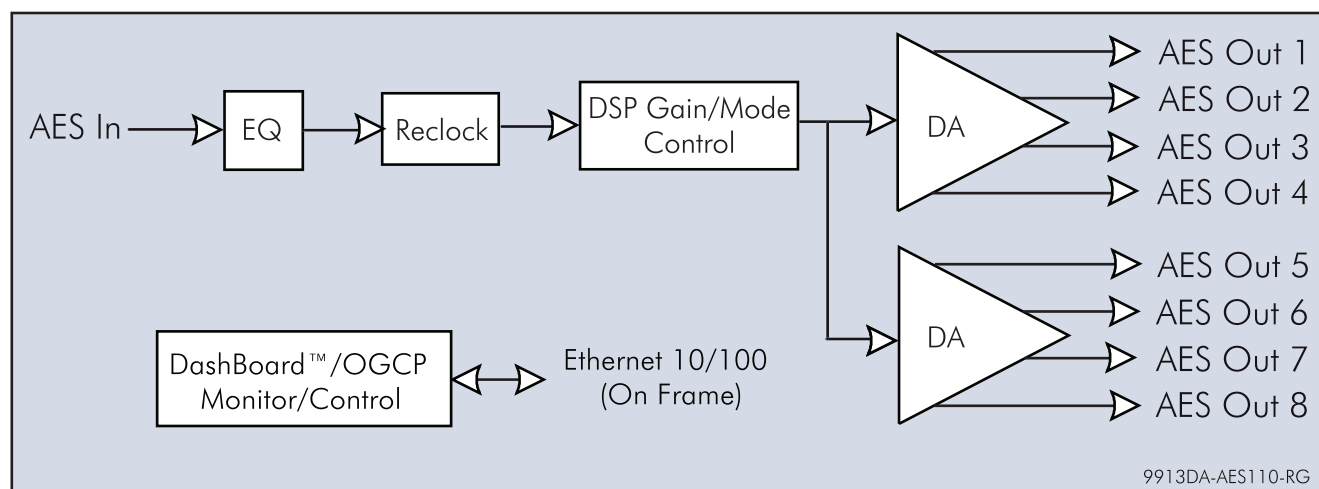 AES In
EQ
Reclock
DSP Gain/Mode
Control
DA
AES Out 1
AES Out 2
AES Out 3
AES Out 4
DA
AES Out 5
AES Out 6
AES Out 7
AES Out 8
DashBoard™/OGCP
Monitor/Control
Ethernet 10/100
(On Frame)
9913DA-AES110-RG